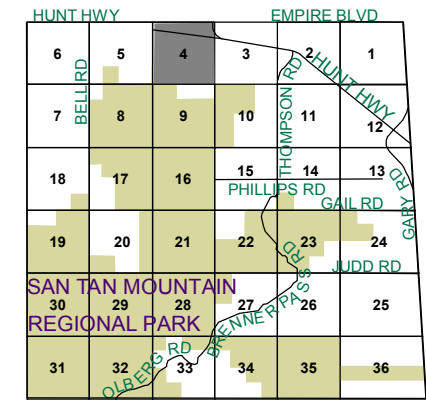 HUNT HWY EMPIRE BLVD
6 5 4 3 2 1
HUNT HWY
BELL RD
THOMPSON RD
7 8 9 10 11 12
18 17 16 15 14 13
PHILLIPS RD
GAIL RD
GARY RD
19 20 21 22 23 24
JUDD RD
SAN TAN MOUNTAIN
REGIONAL PARK
30 29 28 27 26 25
BRENNER PASS RD
OLBERG RD
31 32 33 34 35 36